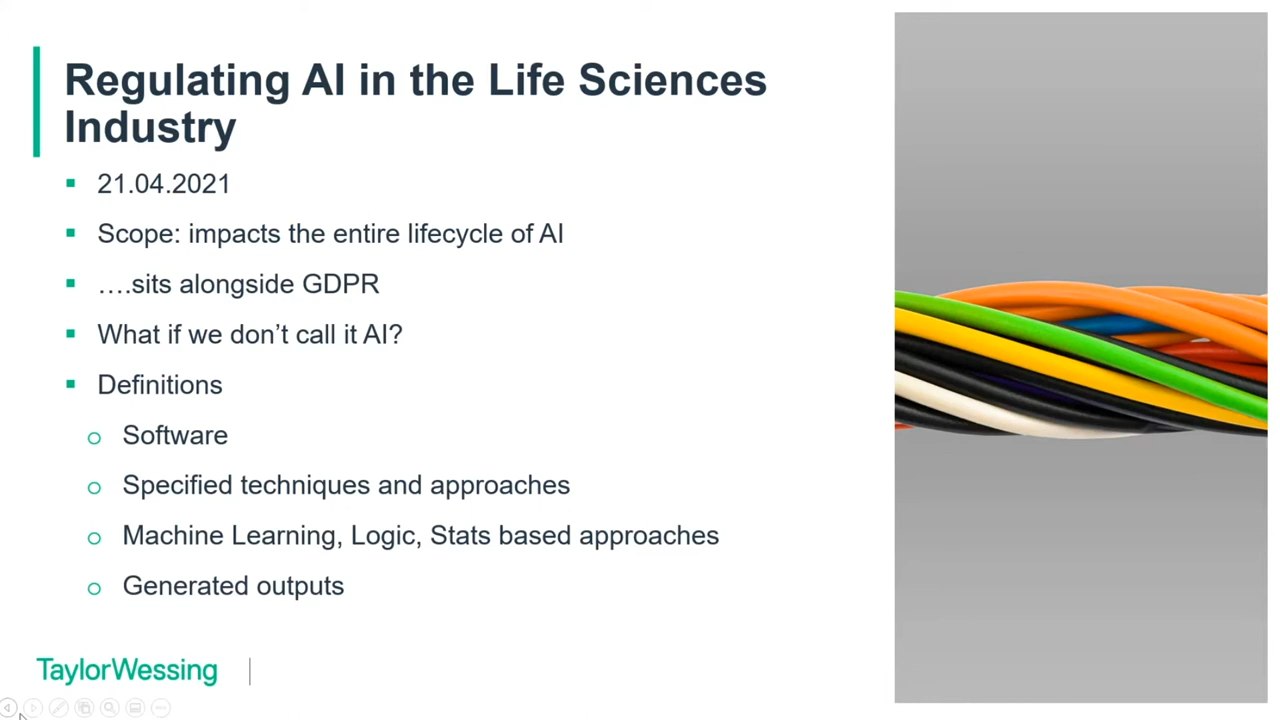 Regulating AI in the Life Sciences
Industry
21.04.2021
Scope: impacts the entire lifecycle of AI
….sits alongside GDPR
What if we don’t call it AI?
Definitions
Software
Specified techniques and approaches
Machine Learning, Logic, Stats based approaches
Generated outputs
TaylorWessing